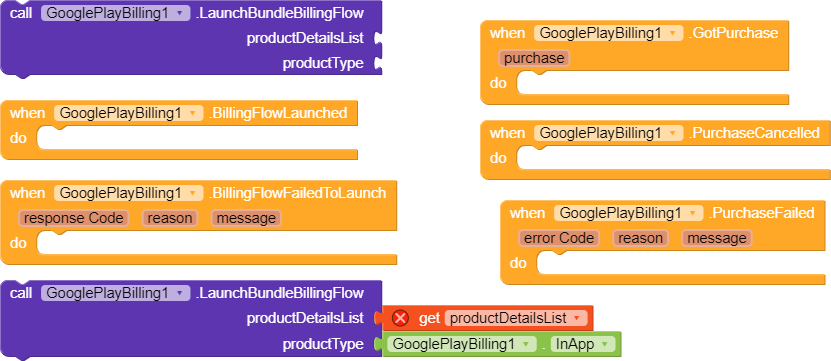 call GooglePlayBilling1 .LaunchBundleBillingFlow
productDetailsList
productType
when GooglePlayBilling1 .BillingFlowLaunched
do
when GooglePlayBilling1 .BillingFlowFailedToLaunch
response Code reason message
do
call GooglePlayBilling1 .LaunchBundleBillingFlow
productDetailsList get productDetailsList
productType GooglePlayBilling1 . InApp
when GooglePlayBilling1 .GotPurchase
purchase
do
when GooglePlayBilling1 .PurchaseCancelled
do
when GooglePlayBilling1 .PurchaseFailed
error Code reason message
do